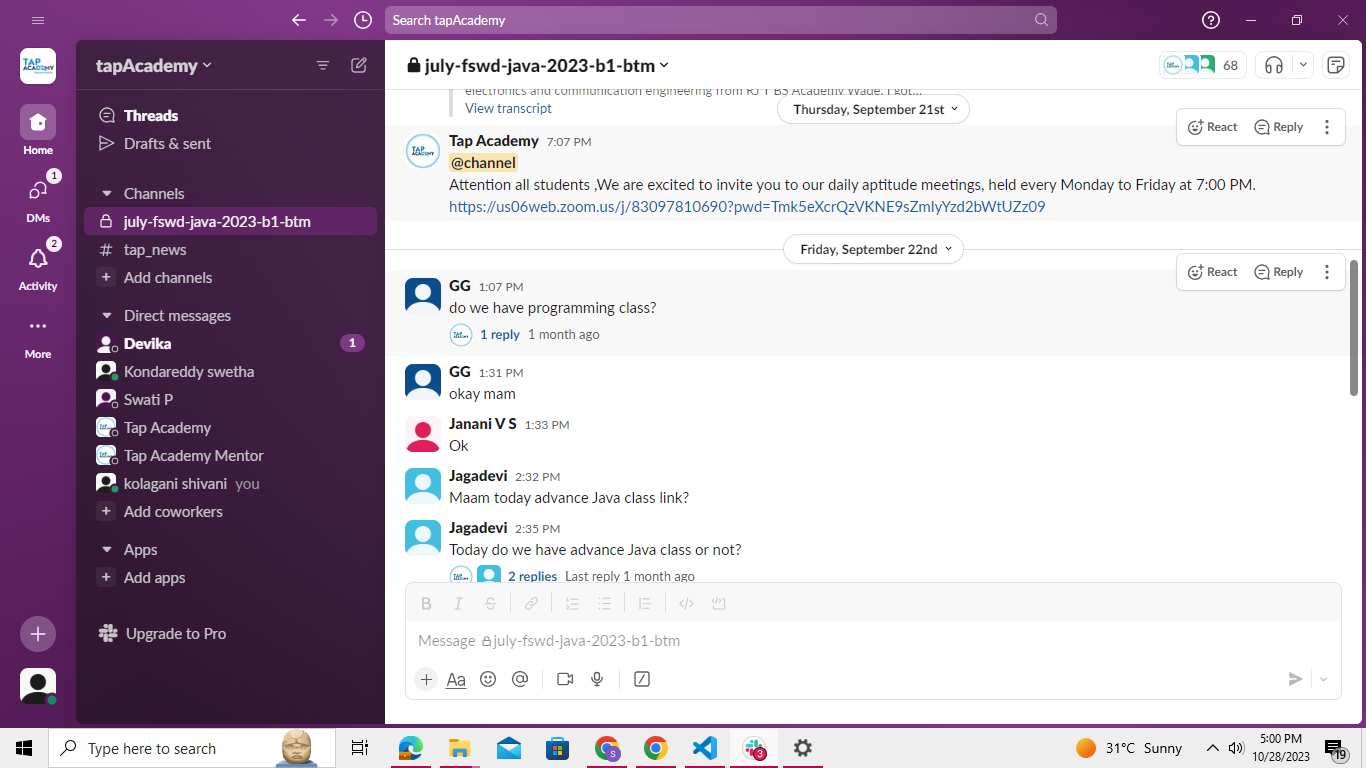 Search tapAcademy
TAP
ACADEMY
tapAcademy
july-fswd-java-2023-b1-btm
68
Home
1
DMs
2
Activity
More
Threads
Drafts & sent
Channels
july-fswd-java-2023-b1-btm
# tap_news
Add channels
Direct messages
Devika 1
Kondareddy swetha
Swati P
Tap Academy
Tap Academy Mentor
kolagani shivani you
Add coworkers
Apps
Add apps
Upgrade to Pro
electronics and communication engineering from RJ T BS Academy Wade. I got...
View transcript
Thursday, September 21st
React Reply
Tap Academy 7:07 PM
@channel
Attention all students ,We are excited to invite you to our daily aptitude meetings, held every Monday to Friday at 7:00 PM.
https://us06web.zoom.us/j/83097810690?pwd=Tmk5eXcrQzVKNE9sZmIyYzd2bWtUZz09
Friday, September 22nd
React Reply
GG 1:07 PM
do we have programming class?
1 reply 1 month ago
GG 1:31 PM
okay mam
Janani V S 1:33 PM
Ok
Jagadevi 2:32 PM
Maam today advance Java class link?
Jagadevi 2:35 PM
Today do we have advance Java class or not?
2 replies Last reply 1 month ago
B I S
Message july-fswd-java-2023-b1-btm
Aa
Type here to search
S
3
31°C Sunny
5:00 PM
10/28/2023
19